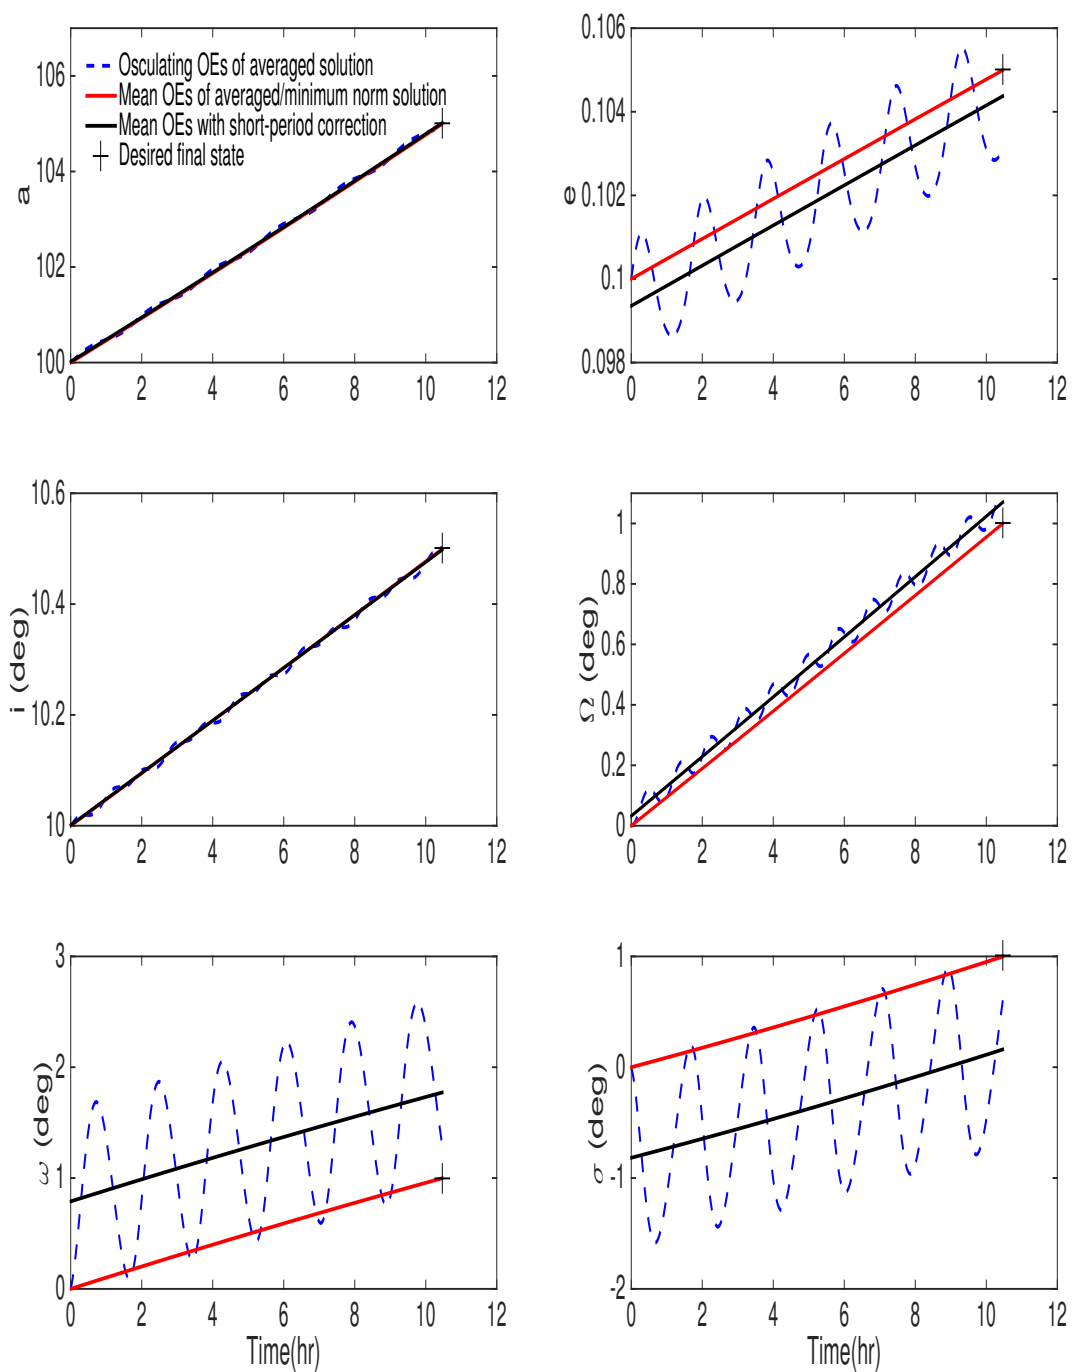 106
104
102
100
a
Osculating OEs of averaged solution
Mean OEs of averaged/minimum norm solution
Mean OEs with short-period correction
Desired final state
0 2 4 6 8 10 12
0.106
0.104
0.102
0.1
0.098
e
0 2 4 6 8 10 12
10.6
10.4
10.2
10
i (deg)
0 2 4 6 8 10 12
1
0.8
0.6
0.4
0.2
0
Ω (deg)
0 2 4 6 8 10 12
3
2
1
0
ω (deg)
0 2 4 6 8 10 12
Time(hr)
1
0
-1
-2
σ (deg)
0 2 4 6 8 10 12
Time(hr)